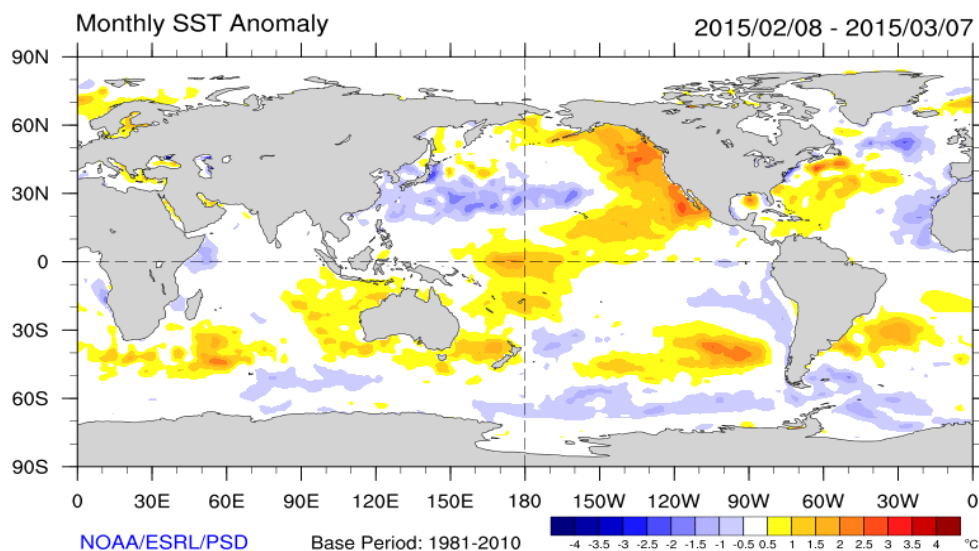 Monthly SST Anomaly 2015/02/08 - 2015/03/07
90N
60N
30N
0
30S
60S
90S
0 30E 60E 90E 120E 150E 180 150W 120W 90W 60W 30W 0
NOAA/ESRL/PSD Base Period: 1981-2010
-4 -3.5 -3 -2.5 -2 -1.5 -1 -0.5 0.5 1 1.5 2 2.5 3 3.5 4 °C